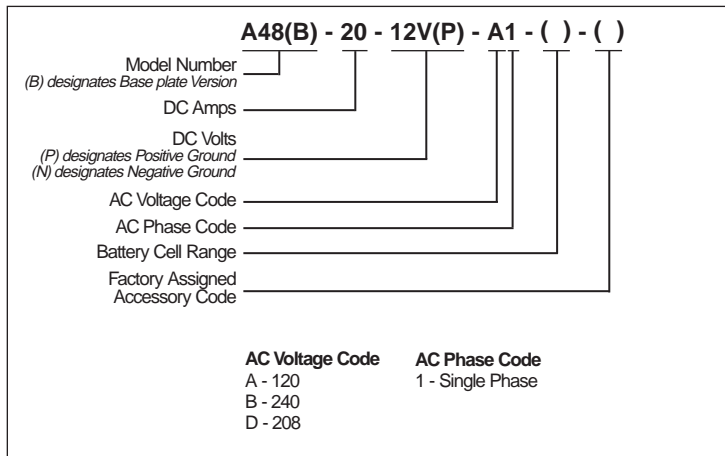 A48(B) - 20 - 12V(P) - A1 - ( ) - ( )
Model Number
(B) designates Base plate Version
DC Amps
DC Volts
(P) designates Positive Ground
(N) designates Negative Ground
AC Voltage Code
AC Phase Code
Battery Cell Range
Factory Assigned
Accessory Code
AC Voltage Code
A - 120
B - 240
D - 208
AC Phase Code
1 - Single Phase